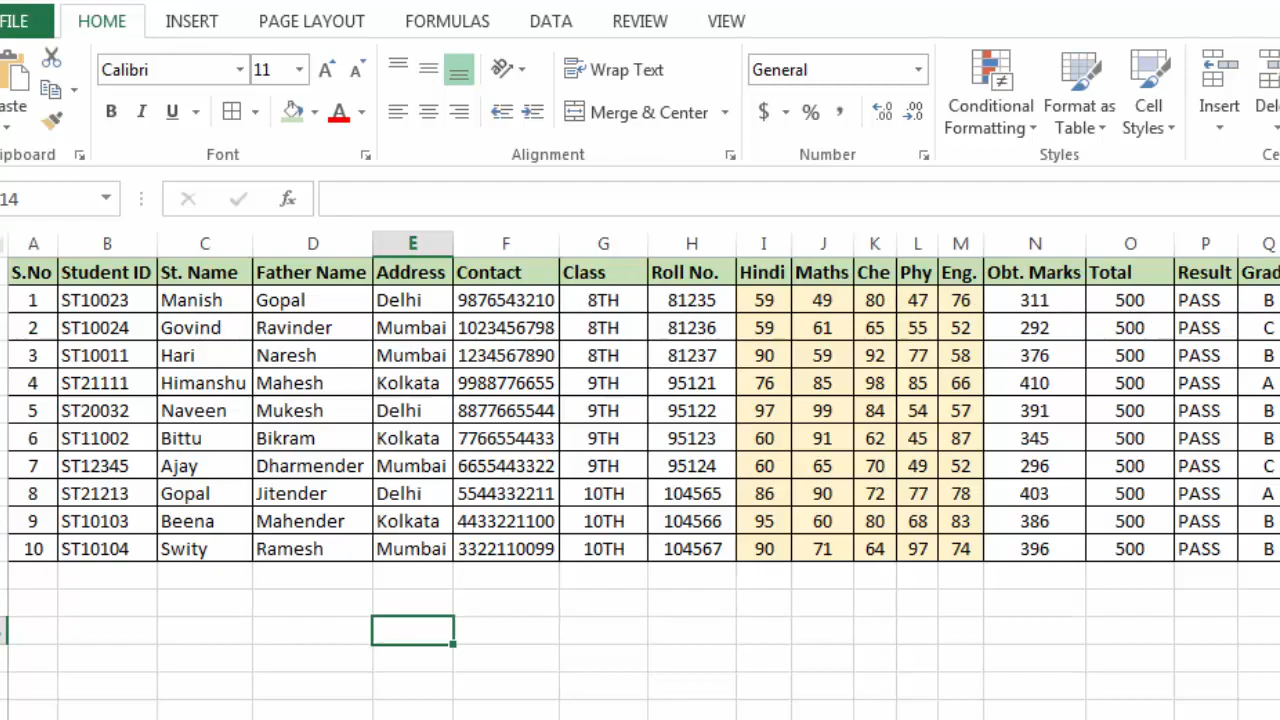 FILE HOME INSERT PAGE LAYOUT FORMULAS DATA REVIEW VIEW
Calibri 11 A A Wrap Text General
aste B I U A Merge & Center $ % , .0 .00 .00 .0 Conditional Formatting Format as Table Cell Styles Insert Del
ipboard Font Alignment Number Styles Ce
14 fx
A B C D E F G H I J K L M N O P Q
S.No Student ID St. Name Father Name Address Contact Class Roll No. Hindi Maths Che Phy Eng. Obt. Marks Total Result Grad
1 ST10023 Manish Gopal Delhi 9876543210 8TH 81235 59 49 80 47 76 311 500 PASS B
2 ST10024 Govind Ravinder Mumbai 1023456798 8TH 81236 59 61 65 55 52 292 500 PASS C
3 ST10011 Hari Naresh Mumbai 1234567890 8TH 81237 90 59 92 77 58 376 500 PASS B
4 ST21111 Himanshu Mahesh Kolkata 9988776655 9TH 95121 76 85 98 85 66 410 500 PASS A
5 ST20032 Naveen Mukesh Delhi 8877665544 9TH 95122 97 99 84 54 57 391 500 PASS B
6 ST11002 Bittu Bikram Kolkata 7766554433 9TH 95123 60 91 62 45 87 345 500 PASS B
7 ST12345 Ajay Dharmender Mumbai 6655443322 9TH 95124 60 65 70 49 52 296 500 PASS C
8 ST21213 Gopal Jitender Delhi 5544332211 10TH 104565 86 90 72 77 78 403 500 PASS A
9 ST10103 Beena Mahender Kolkata 4433221100 10TH 104566 95 60 80 68 83 386 500 PASS B
10 ST10104 Swity Ramesh Mumbai 3322110099 10TH 104567 90 71 64 97 74 396 500 PASS B